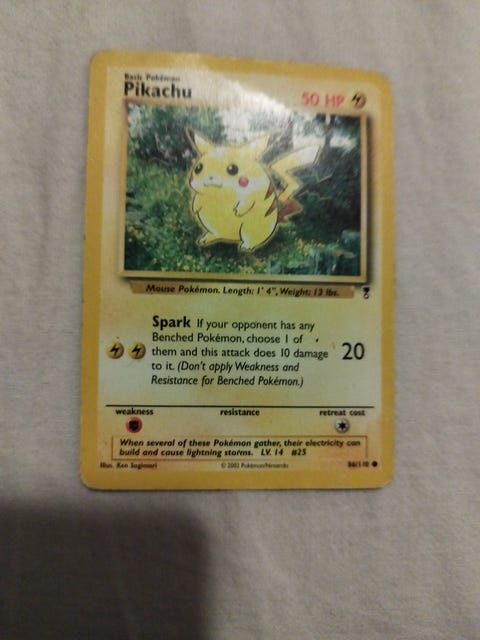 Basic Pokémon
Pikachu
50 HP
Mouse Pokémon. Length: 1' 4", Weight: 13 lbs.
Spark If your opponent has any
Benched Pokémon, choose 1 of
them and this attack does 10 damage
to it. (Don't apply Weakness and
Resistance for Benched Pokémon.)
20
weakness resistance retreat cost
When several of these Pokémon gather, their electricity can
build and cause lightning storms. LV. 14 #25
Illus. Ken Sugimori © 2002 Pokémon/Nintendo 86/110